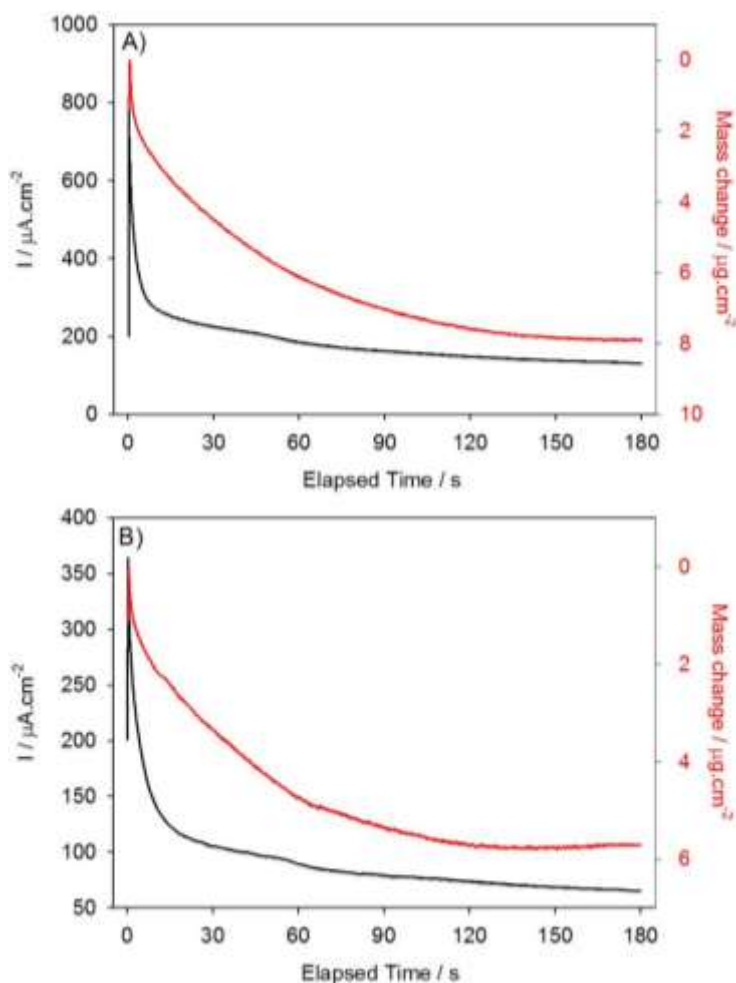 A)
I / μA.cm-2
1000
800
600
400
200
0
0
2
4
6
8
10
Mass change / μg.cm-2
0 30 60 90 120 150 180
Elapsed Time / s
B)
I / μA.cm-2
400
350
300
250
200
150
100
50
0
2
4
6
Mass change / μg.cm-2
0 30 60 90 120 150 180
Elapsed Time / s